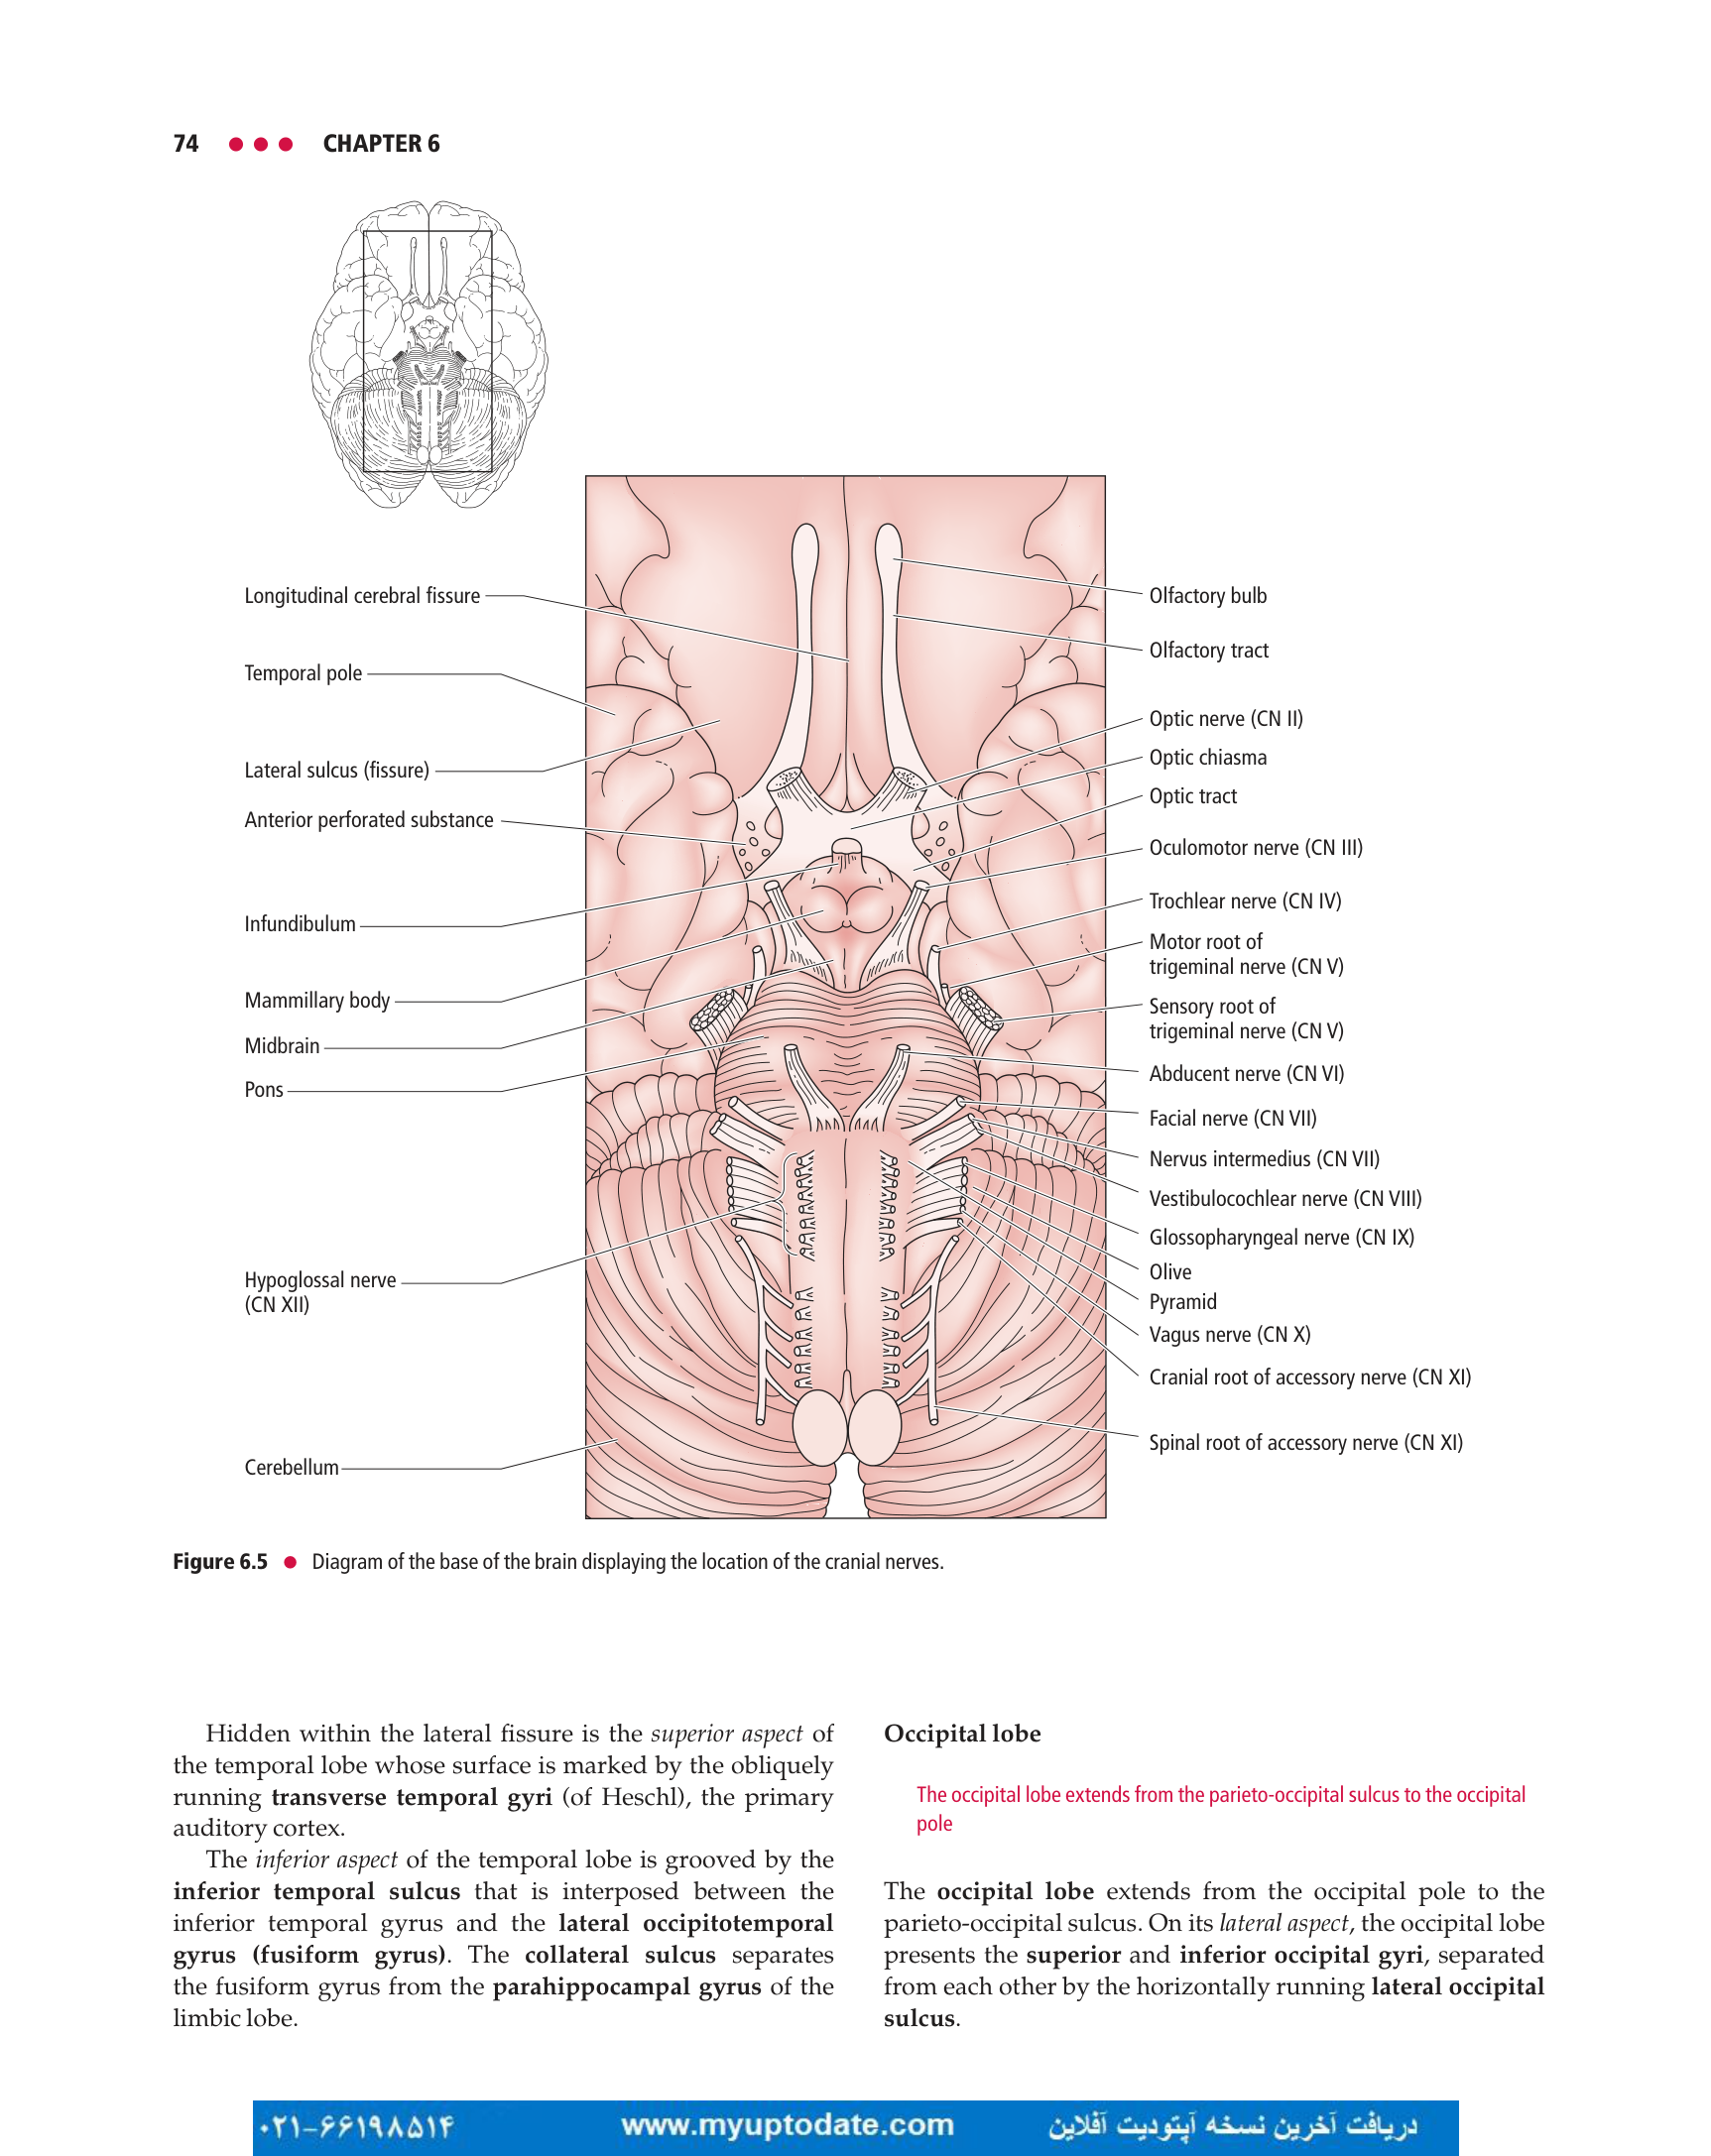 74 ● ● ● CHAPTER 6
Longitudinal cerebral fissure
Temporal pole
Lateral sulcus (fissure)
Anterior perforated substance
Infundibulum
Mammillary body
Midbrain
Pons
Hypoglossal nerve
(CN XII)
Cerebellum
Olfactory bulb
Olfactory tract
Optic nerve (CN II)
Optic chiasma
Optic tract
Oculomotor nerve (CN III)
Trochlear nerve (CN IV)
Motor root of
trigeminal nerve (CN V)
Sensory root of
trigeminal nerve (CN V)
Abducent nerve (CN VI)
Facial nerve (CN VII)
Nervus intermedius (CN VII)
Vestibulocochlear nerve (CN VIII)
Glossopharyngeal nerve (CN IX)
Olive
Pyramid
Vagus nerve (CN X)
Cranial root of accessory nerve (CN XI)
Spinal root of accessory nerve (CN XI)
Figure 6.5 ● Diagram of the base of the brain displaying the location of the cranial nerves.
Hidden within the lateral fissure is the superior aspect of
the temporal lobe whose surface is marked by the obliquely
running transverse temporal gyri (of Heschl), the primary
auditory cortex.
The inferior aspect of the temporal lobe is grooved by the
inferior temporal sulcus that is interposed between the
inferior temporal gyrus and the lateral occipitotemporal
gyrus (fusiform gyrus). The collateral sulcus separates
the fusiform gyrus from the parahippocampal gyrus of the
limbic lobe.
Occipital lobe
The occipital lobe extends from the parieto-occipital sulcus to the occipital
pole
The occipital lobe extends from the occipital pole to the
parieto-occipital sulcus. On its lateral aspect, the occipital lobe
presents the superior and inferior occipital gyri, separated
from each other by the horizontally running lateral occipital
sulcus.
۰۲۱-۶۶۱۹۸۵۱۴ www.myuptodate.com دریافت آخرین نسخه آپتودیت آفلاین